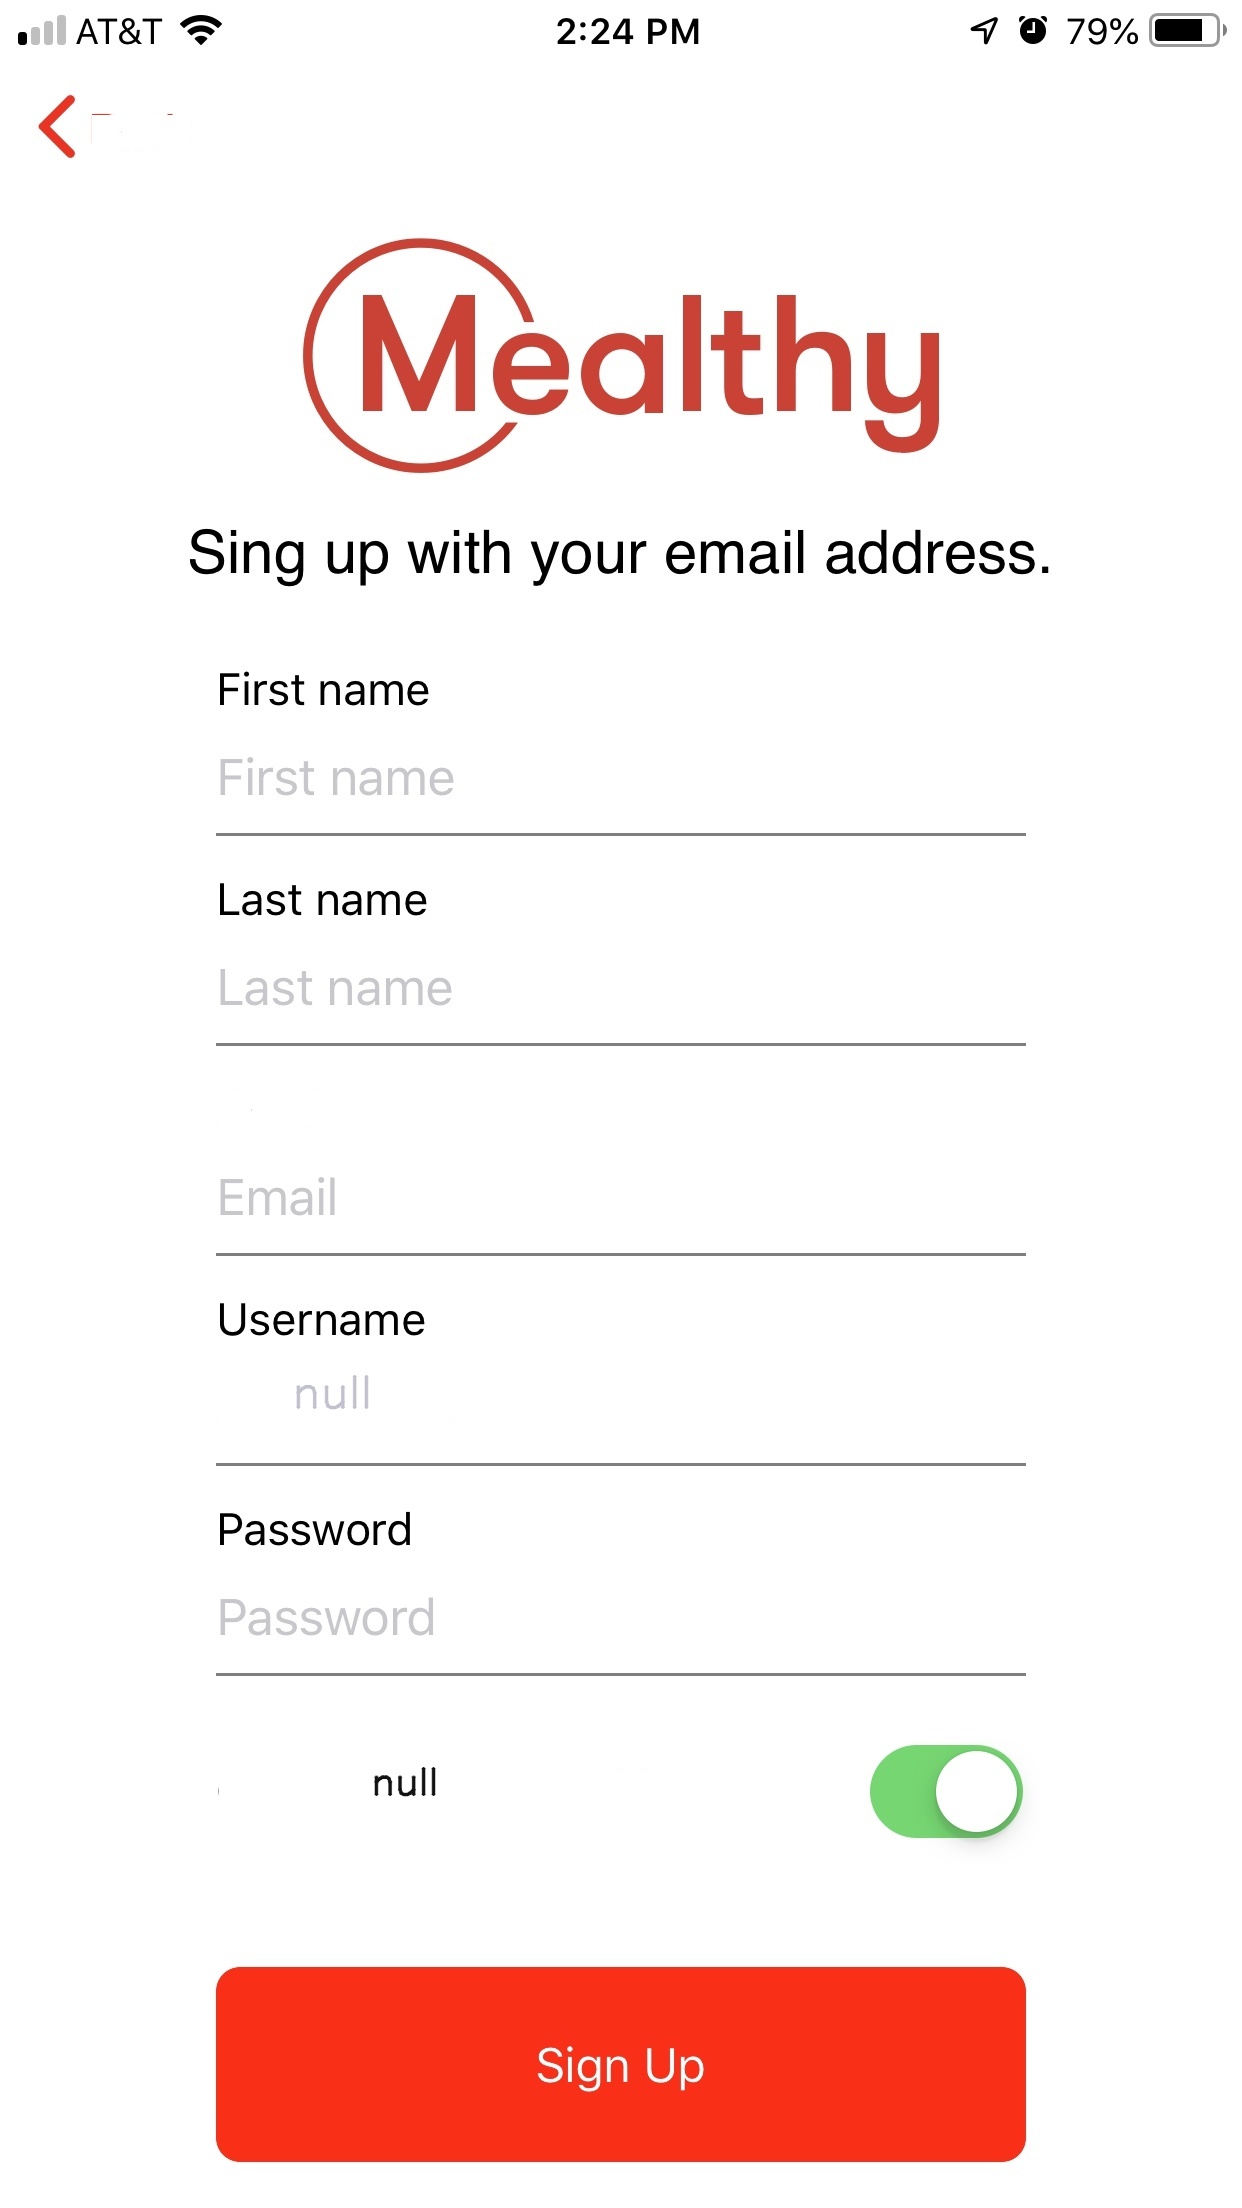 AT&T 2:24 PM 79%
Mealthy
Sing up with your email address.
First name
First name
Last name
Last name
Email
Username
null
Password
Password
null
Sign Up